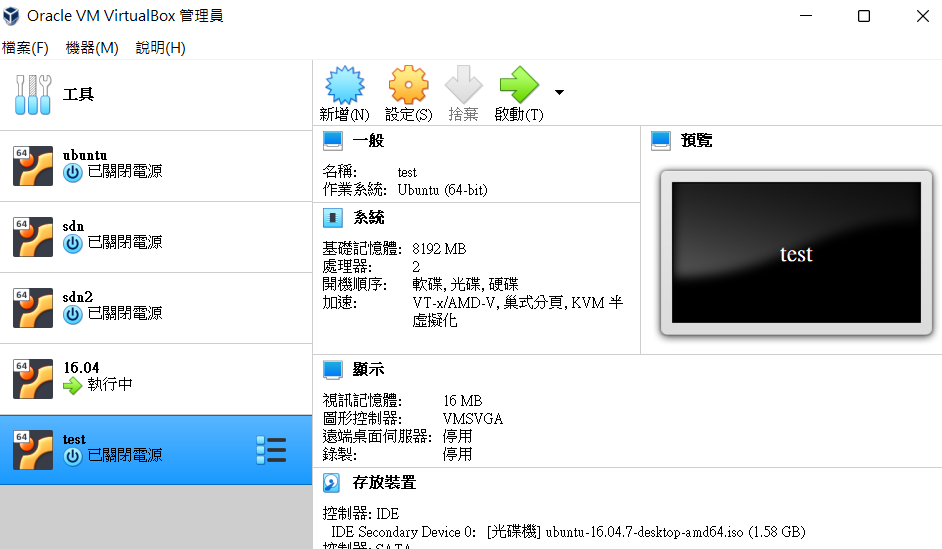 Oracle VM VirtualBox 管理員
檔案(F) 機器(M) 說明(H)
工具
64
ubuntu
已關閉電源
64
sdn
已關閉電源
64
sdn2
已關閉電源
64
16.04
執行中
64
test
已關閉電源
新增(N) 設定(S) 捨棄 啟動(T)
一般
名稱: test
作業系統: Ubuntu (64-bit)
系統
基礎記憶體: 8192 MB
處理器: 2
開機順序: 軟碟, 光碟, 硬碟
加速: VT-x/AMD-V, 巢式分頁, KVM 半
虛擬化
預覽
test
顯示
視訊記憶體: 16 MB
圖形控制器: VMSVGA
遠端桌面伺服器: 停用
錄製: 停用
存放裝置
控制器: IDE
IDE Secondary Device 0: [光碟機] ubuntu-16.04.7-desktop-amd64.iso (1.58 GB)
控制器: SATA